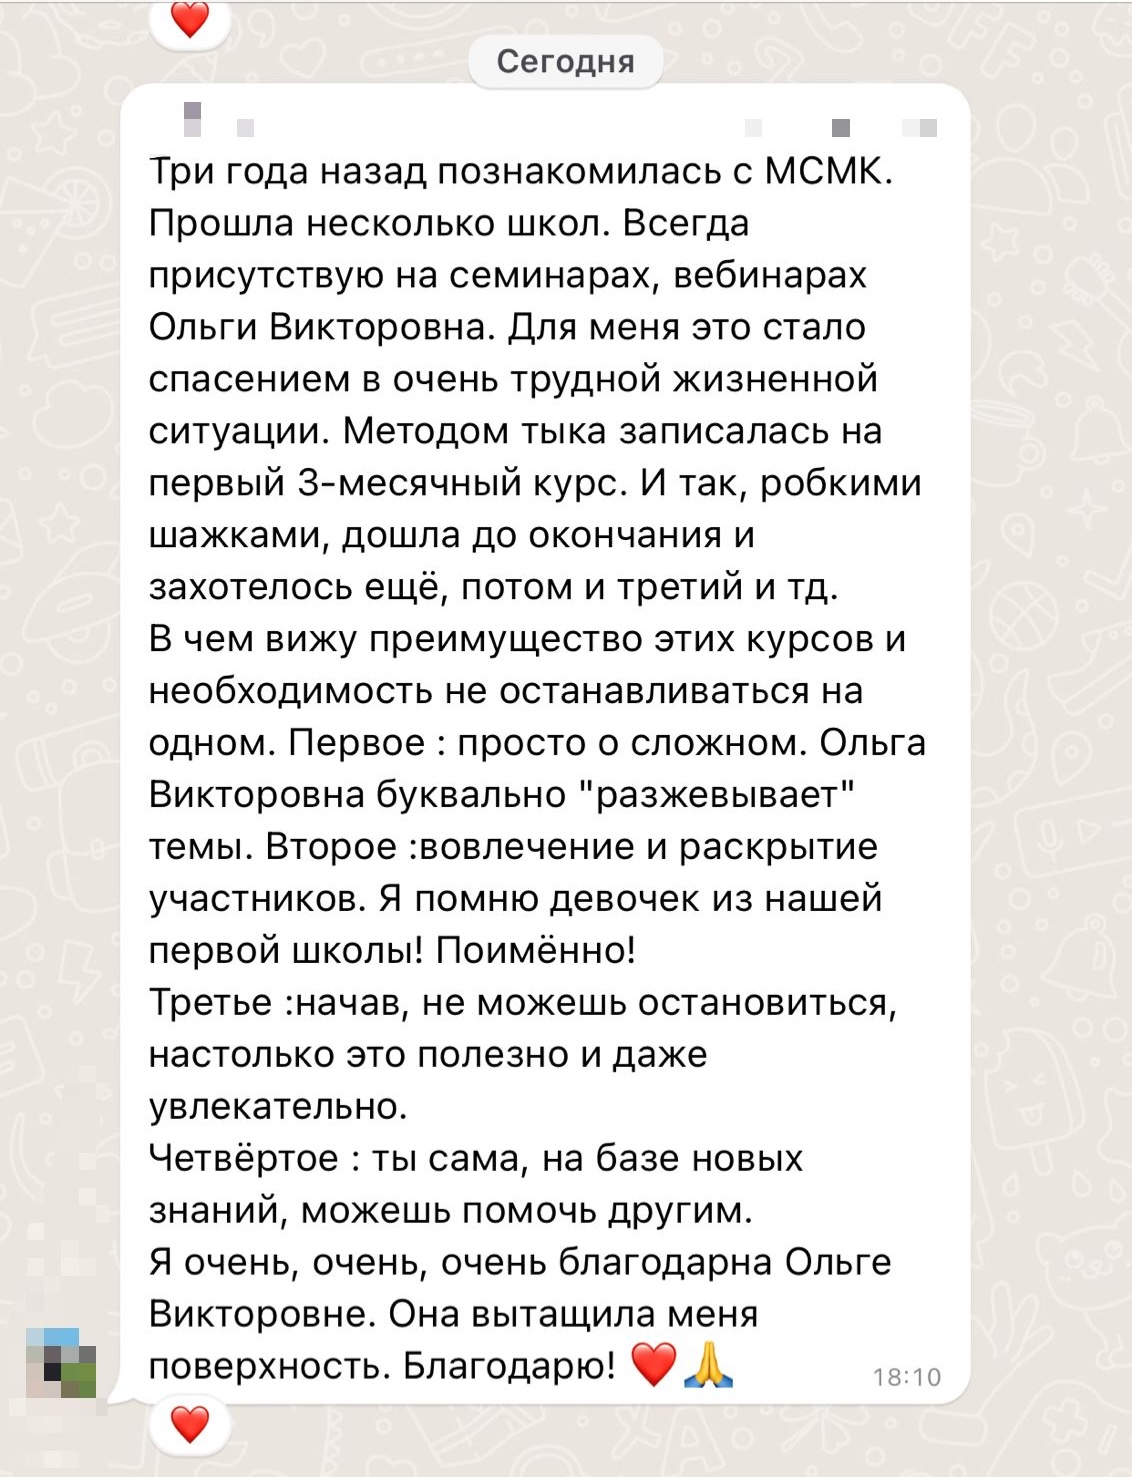 Сегодня
Три года назад познакомилась с МСМК.
Прошла несколько школ. Всегда
присутствую на семинарах, вебинарах
Ольги Викторовна. Для меня это стало
спасением в очень трудной жизненной
ситуации. Методом тыка записалась на
первый 3-месячный курс. И так, робкими
шажками, дошла до окончания и
захотелось ещё, потом и третий и тд.
В чем вижу преимущество этих курсов и
необходимость не останавливаться на
одном. Первое : просто о сложном. Ольга
Викторовна буквально "разжевывает"
темы. Второе :вовлечение и раскрытие
участников. Я помню девочек из нашей
первой школы! Поимённо!
Третье :начав, не можешь остановиться,
настолько это полезно и даже
увлекательно.
Четвёртое : ты сама, на базе новых
знаний, можешь помочь другим.
Я очень, очень, очень благодарна Ольге
Викторовне. Она вытащила меня
поверхность. Благодарю! ❤️🙏
18:10